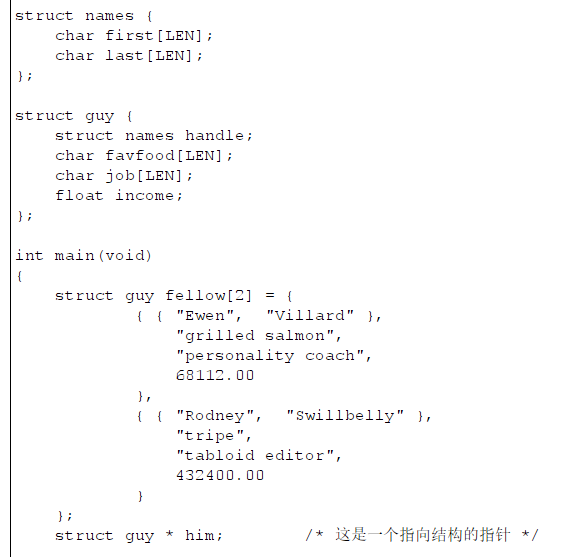 struct names {
    char first[LEN];
    char last[LEN];
};

struct guy {
    struct names handle;
    char favfood[LEN];
    char job[LEN];
    float income;
};

int main(void)
{
    struct guy fellow[2] = {
            { { "Ewen",  "Villard" },
                "grilled salmon",
                "personality coach",
                68112.00
            },
            { { "Rodney",  "Swillbelly" },
                "tripe",
                "tabloid editor",
                432400.00
            }
    };
    struct guy * him;        /* 这是一个指向结构的指针 */